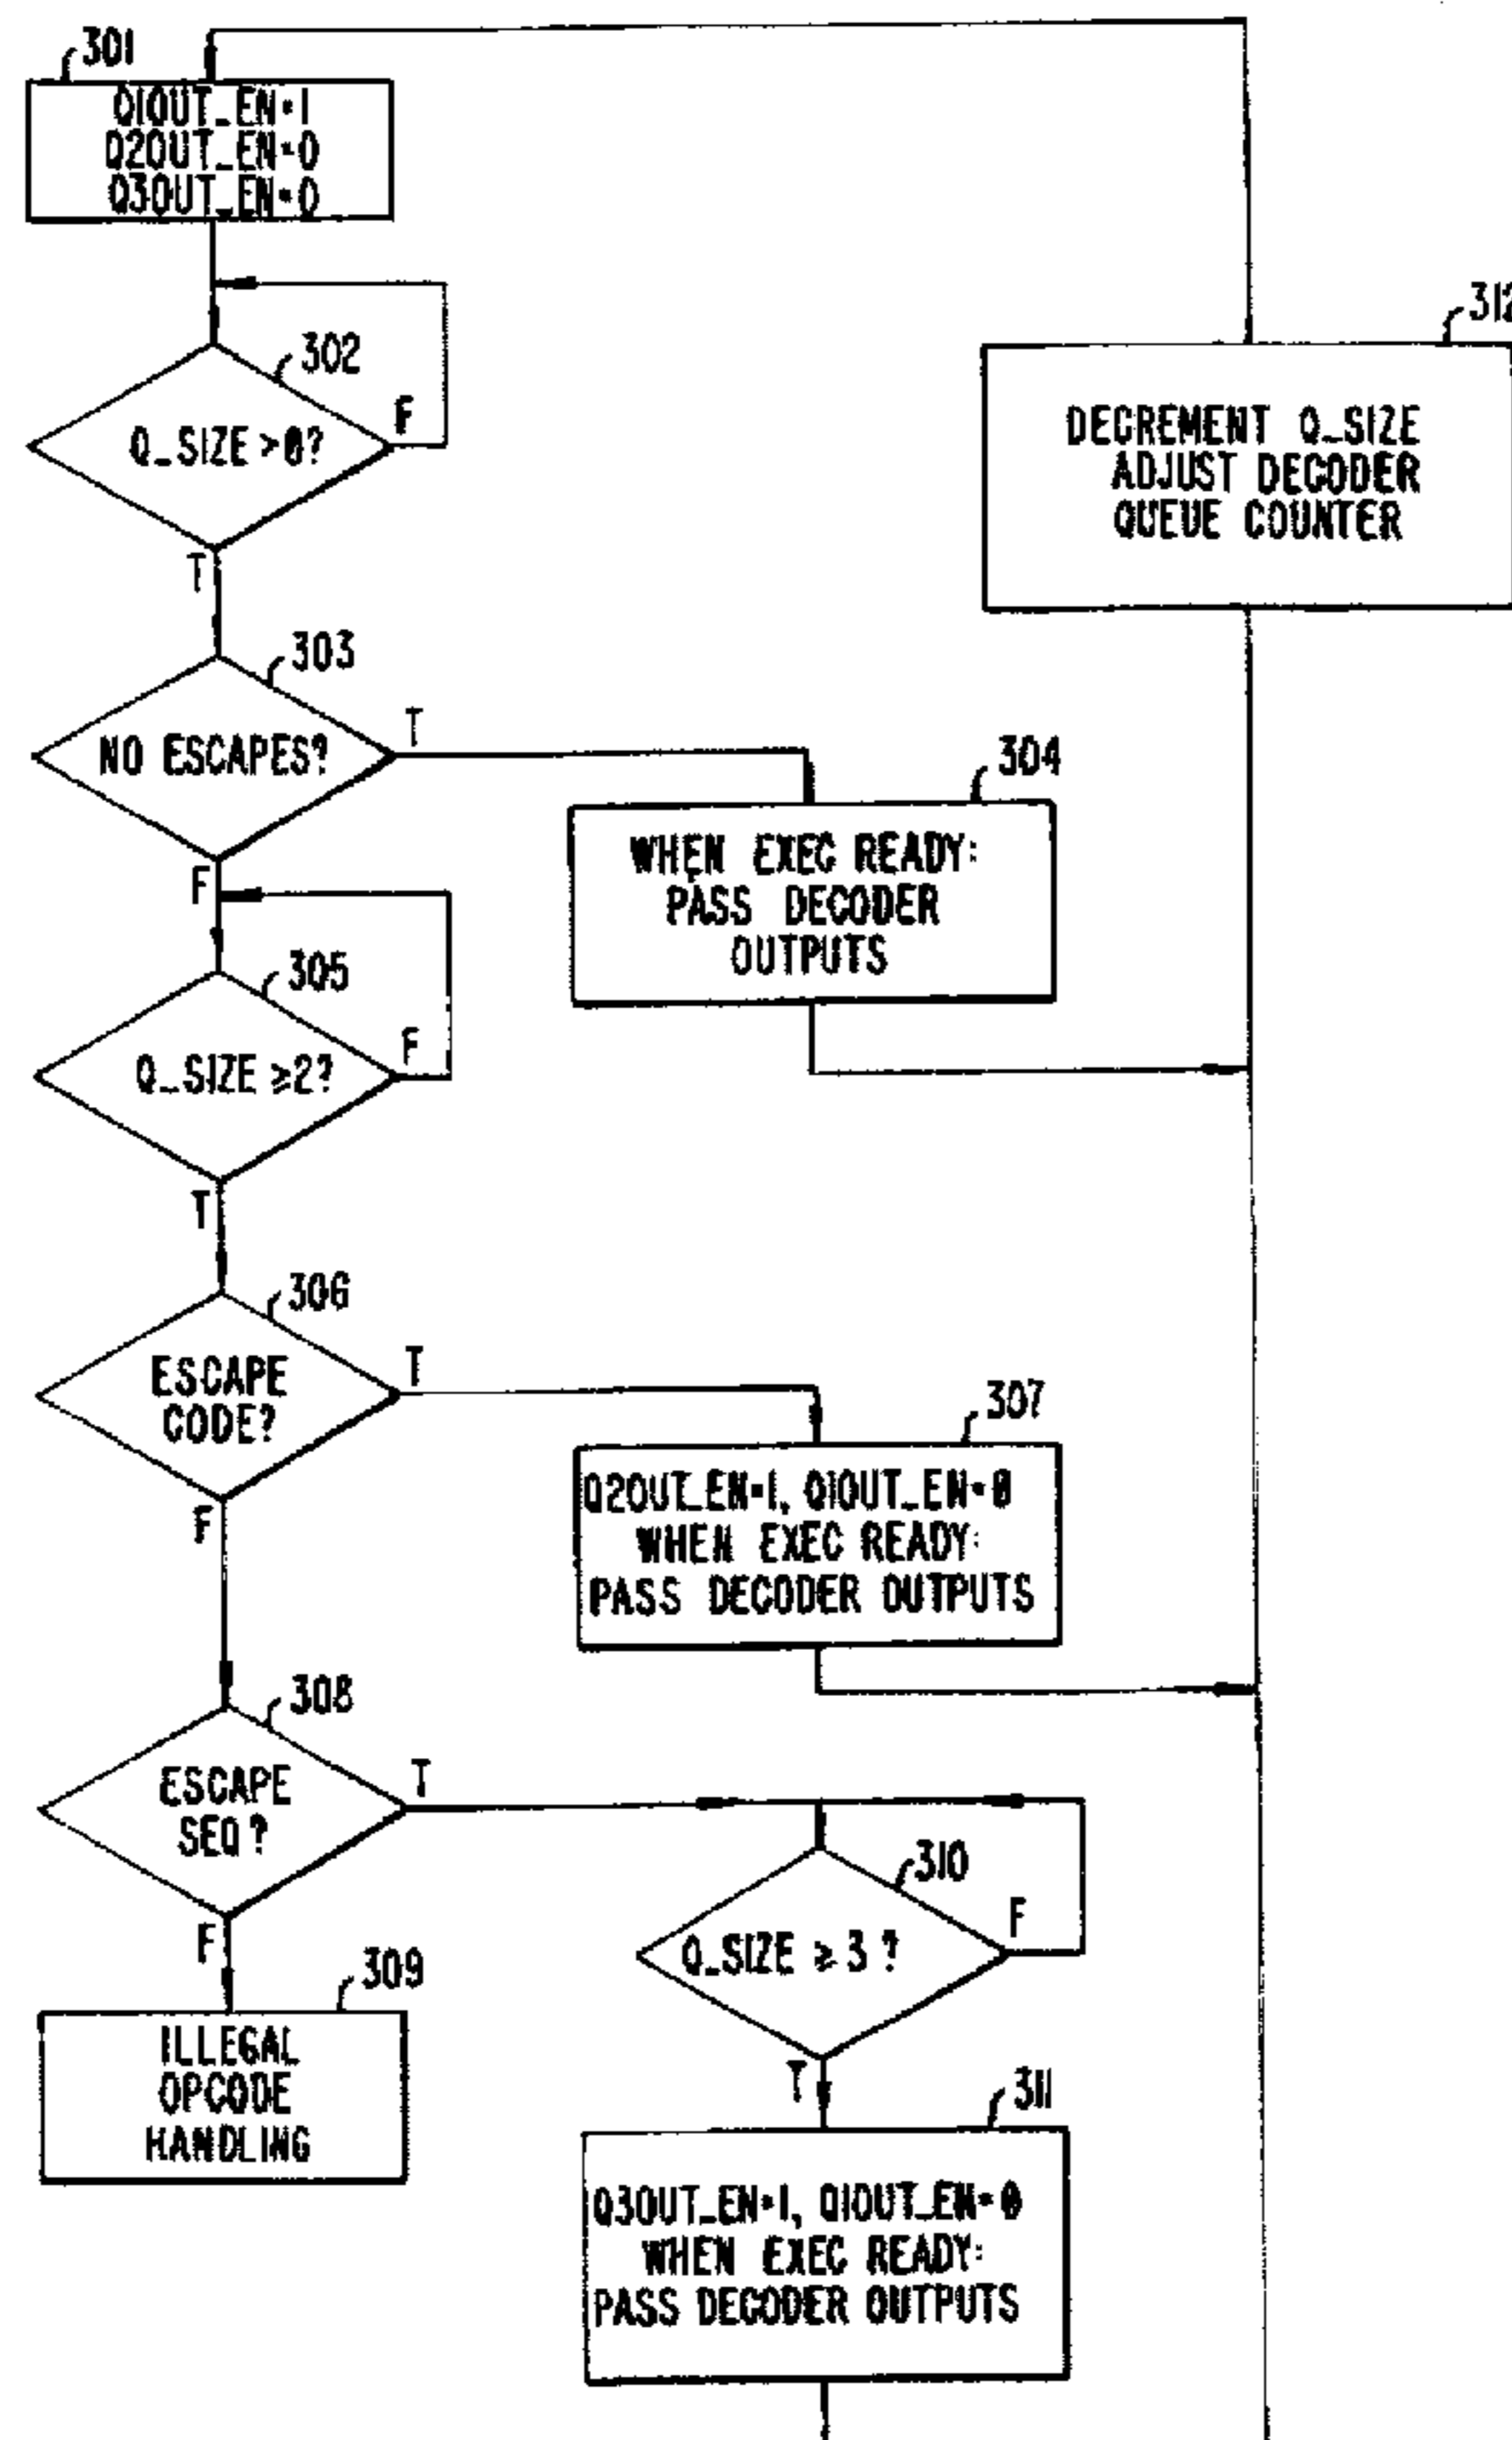 301
Q1OUT_EN=1
Q2OUT_EN=0
Q3OUT_EN=0
302
Q_SIZE >0?
F
T
303
NO ESCAPES?
T
F
304
WHEN EXEC READY:
PASS DECODER
OUTPUTS
305
Q_SIZE ≥2?
F
T
306
ESCAPE
CODE?
T
F
307
Q2OUT_EN=1, Q1OUT_EN=0
WHEN EXEC READY:
PASS DECODER OUTPUTS
308
ESCAPE
SEQ?
T
F
309
ILLEGAL
OPCODE
HANDLING
310
Q_SIZE ≥ 3 ?
F
T
311
Q3OUT_EN=1, Q1OUT_EN=0
WHEN EXEC READY:
PASS DECODER OUTPUTS
312
DECREMENT Q_SIZE
ADJUST DECODER
QUEUE COUNTER